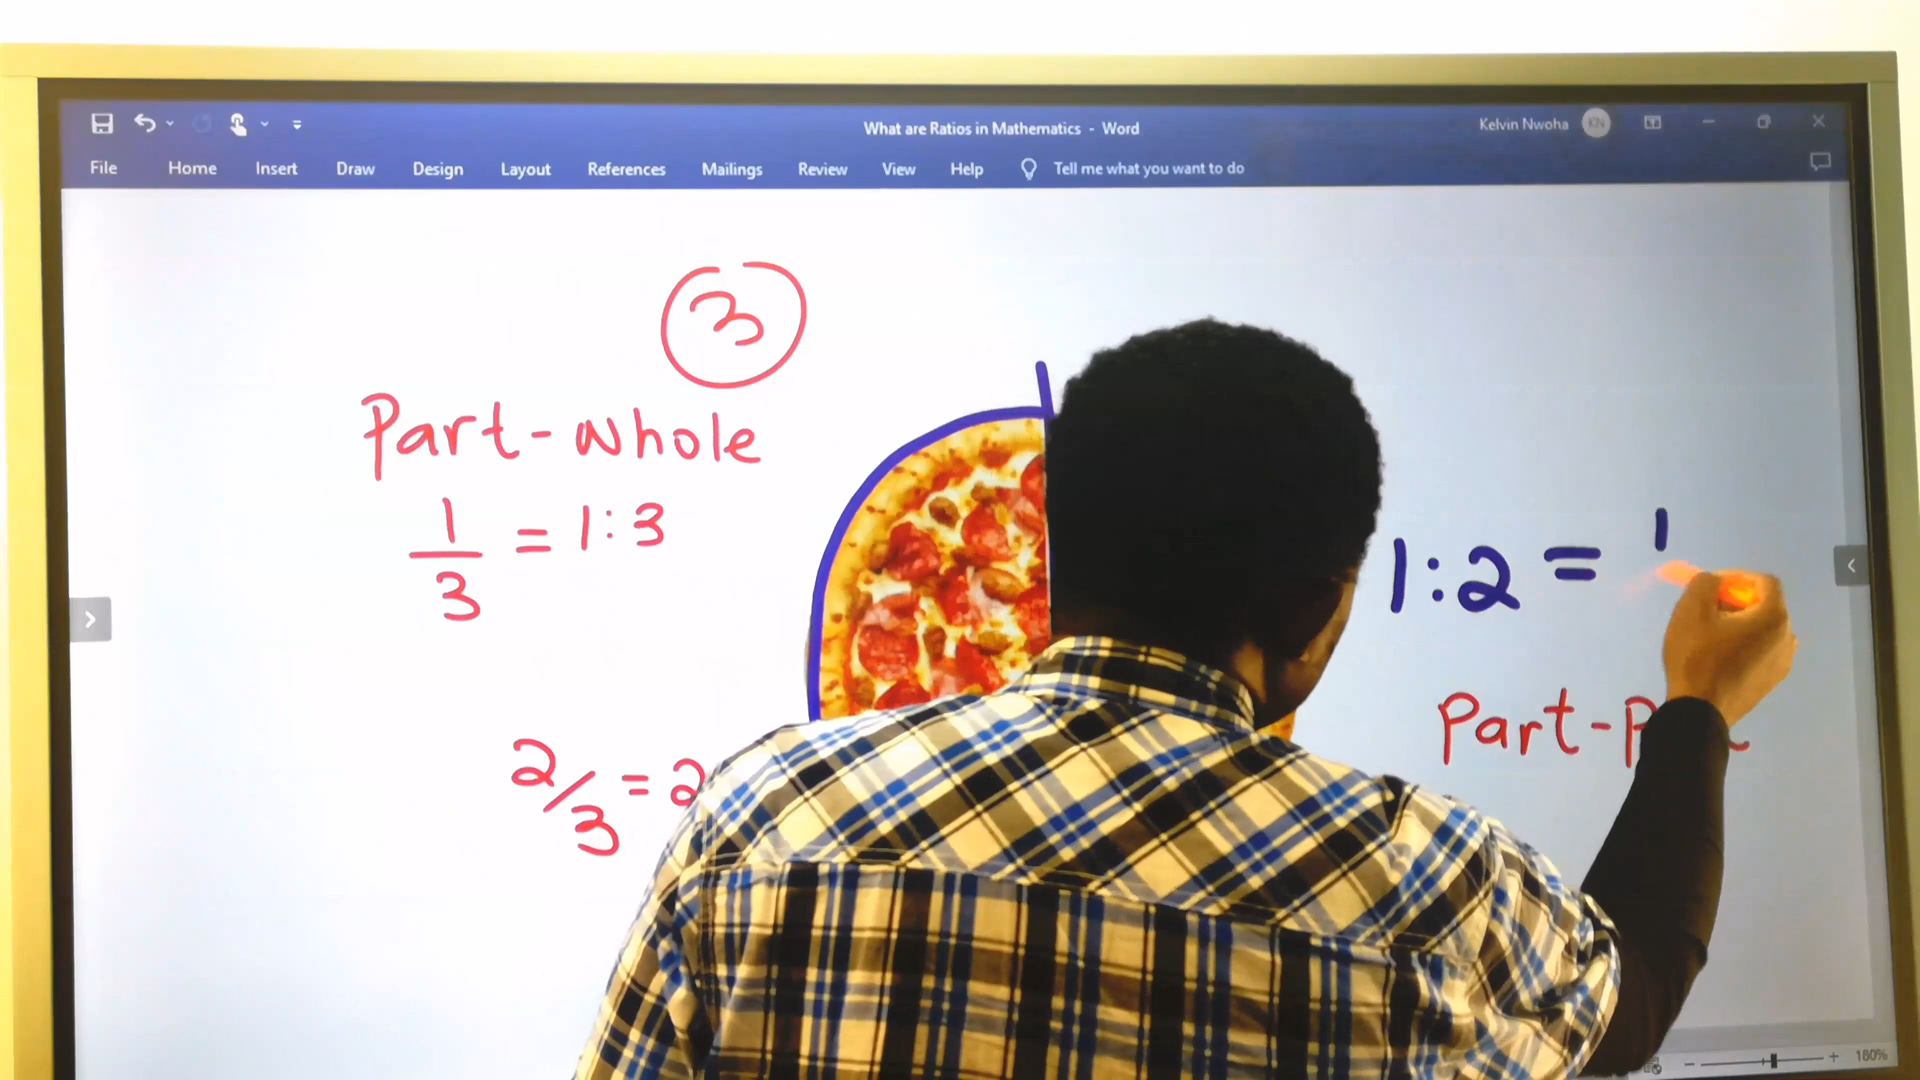 What are Ratios in Mathematics - Word
Kelvin Nwoha KN
File Home Insert Draw Design Layout References Mailings Review View Help Tell me what you want to do
3
Part-whole
1/3 = 1:3
1:2 = 1
Part-P
2/3 = 2
180%